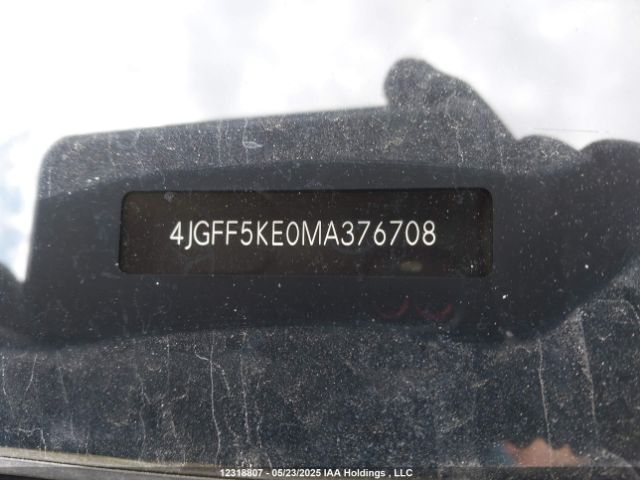 4JGFF5KE0MA376708
12318807 - 05/23/2025 IAA Holdings , LLC